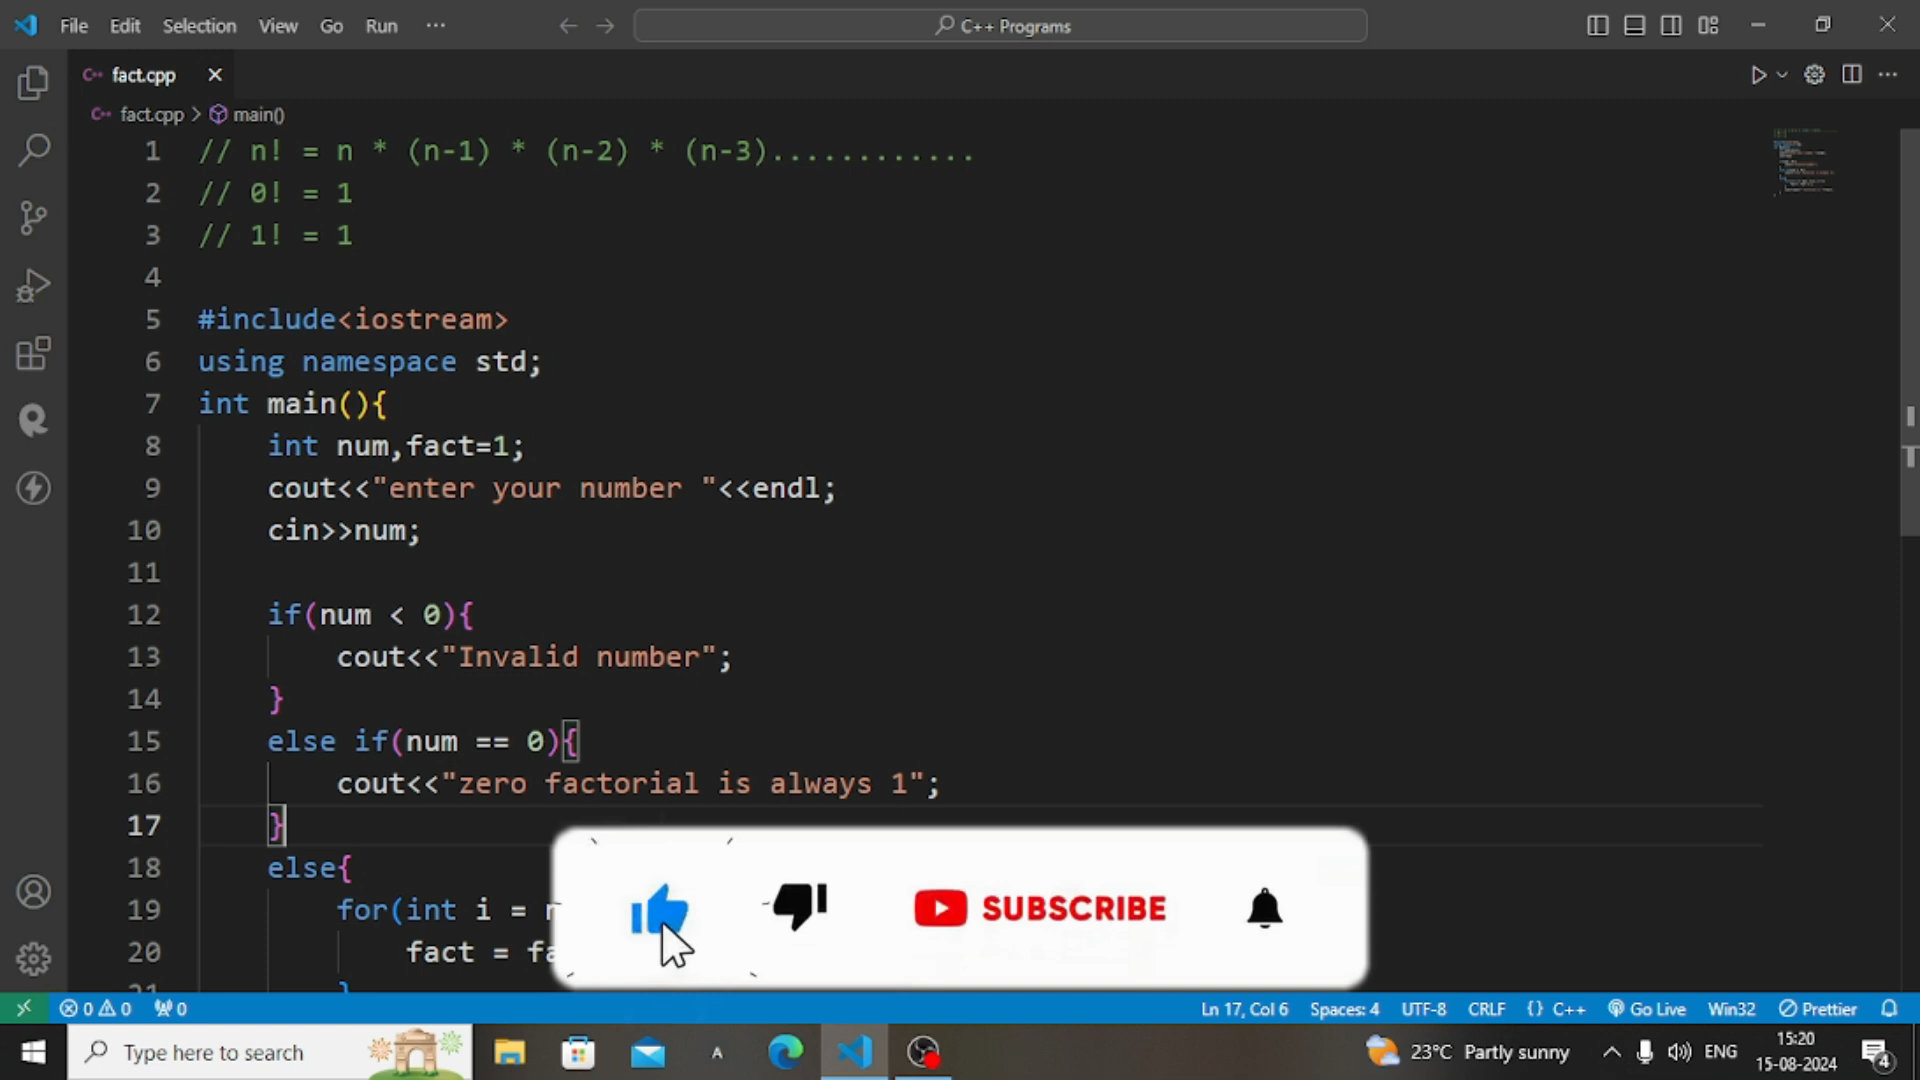 File Edit Selection View Go Run ··· C++ Programs
fact.cpp
fact.cpp > main()
1 // n! = n * (n-1) * (n-2) * (n-3)............
2 // 0! = 1
3 // 1! = 1
4
5 #include<iostream>
6 using namespace std;
7 int main(){
8 int num,fact=1;
9 cout<<"enter your number "<<endl;
10 cin>>num;
11
12 if(num < 0){
13 cout<<"Invalid number";
14 }
15 else if(num == 0){
16 cout<<"zero factorial is always 1";
17 }
18 else{
19 for(int i =
20 fact =
SUBSCRIBE
0 0 0 Ln 17, Col 6 Spaces: 4 UTF-8 CRLF {} C++ Go Live Win32 Prettier
Type here to search A 23°C Partly sunny ENG 15:20
15-08-2024 4